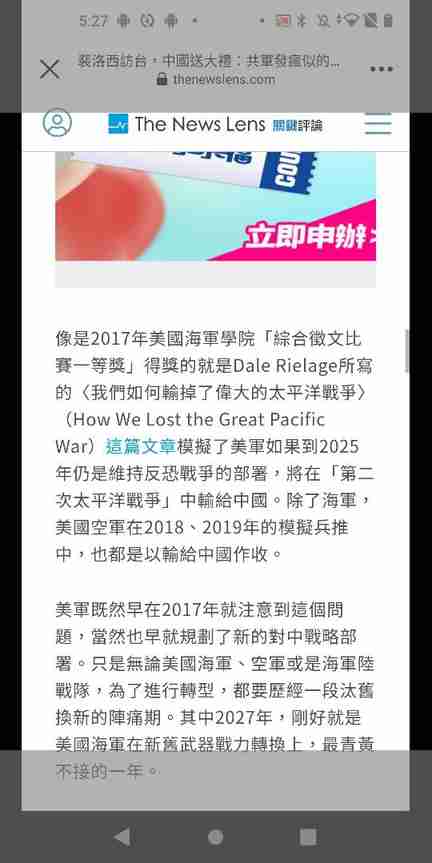 5:27
裴洛西訪台，中國送大禮：共軍發瘋似的...
thenewslens.com
The News Lens 關鍵評論
COU
立即申辦
像是2017年美國海軍學院「綜合徵文比
賽一等獎」得獎的就是Dale Rielage所寫
的〈我們如何輸掉了偉大的太平洋戰爭〉
（How We Lost the Great Pacific
War）這篇文章模擬了美軍如果到2025
年仍是維持反恐戰爭的部署，將在「第二
次太平洋戰爭」中輸給中國。除了海軍，
美國空軍在2018、2019年的模擬兵推
中，也都是以輸給中國作收。
美軍既然早在2017年就注意到這個問
題，當然也早就規劃了新的對中戰略部
署。只是無論美國海軍、空軍或是海軍陸
戰隊，為了進行轉型，都要歷經一段汰舊
換新的陣痛期。其中2027年，剛好就是
美國海軍在新舊武器戰力轉換上，最青黃
不接的一年。